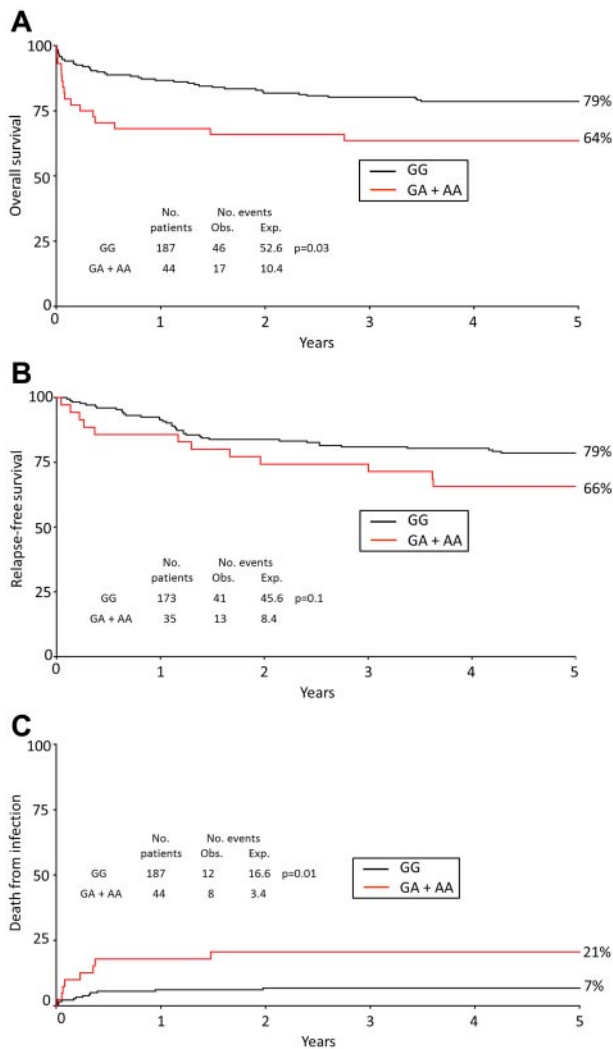 A
100
75
50
25
0
Overall survival
79%
64%
GG
GA + AA
No. No. events
patients Obs. Exp.
GG 187 46 52.6 p=0.03
GA + AA 44 17 10.4
0 1 2 3 4 5
Years
B
100
75
50
25
0
Relapse-free survival
79%
66%
GG
GA + AA
No. No. events
patients Obs. Exp.
GG 173 41 45.6 p=0.1
GA + AA 35 13 8.4
0 1 2 3 4 5
Years
C
100
75
50
25
0
Death from infection
No. No. events
patients Obs. Exp.
GG 187 12 16.6 p=0.01
GA + AA 44 8 3.4
GG
GA + AA
21%
7%
0 1 2 3 4 5
Years